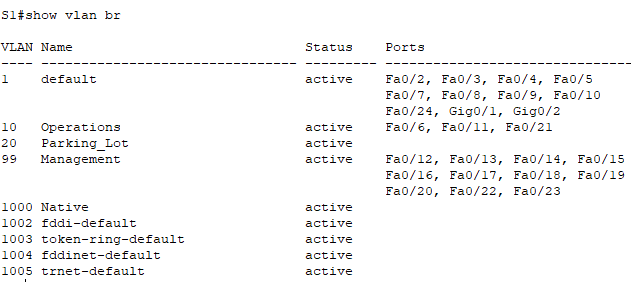 S1#show vlan br
VLAN Name                             Status    Ports
---- -------------------------------- --------- -------------------------------
1    default                          active    Fa0/2, Fa0/3, Fa0/4, Fa0/5
                                                Fa0/7, Fa0/8, Fa0/9, Fa0/10
                                                Fa0/24, Gig0/1, Gig0/2
10   Operations                       active    Fa0/6, Fa0/11, Fa0/21
20   Parking_Lot                      active
99   Management                       active    Fa0/12, Fa0/13, Fa0/14, Fa0/15
                                                Fa0/16, Fa0/17, Fa0/18, Fa0/19
                                                Fa0/20, Fa0/22, Fa0/23
1000 Native                           active
1002 fddi-default                     active
1003 token-ring-default               active
1004 fddinet-default                  active
1005 trnet-default                    active